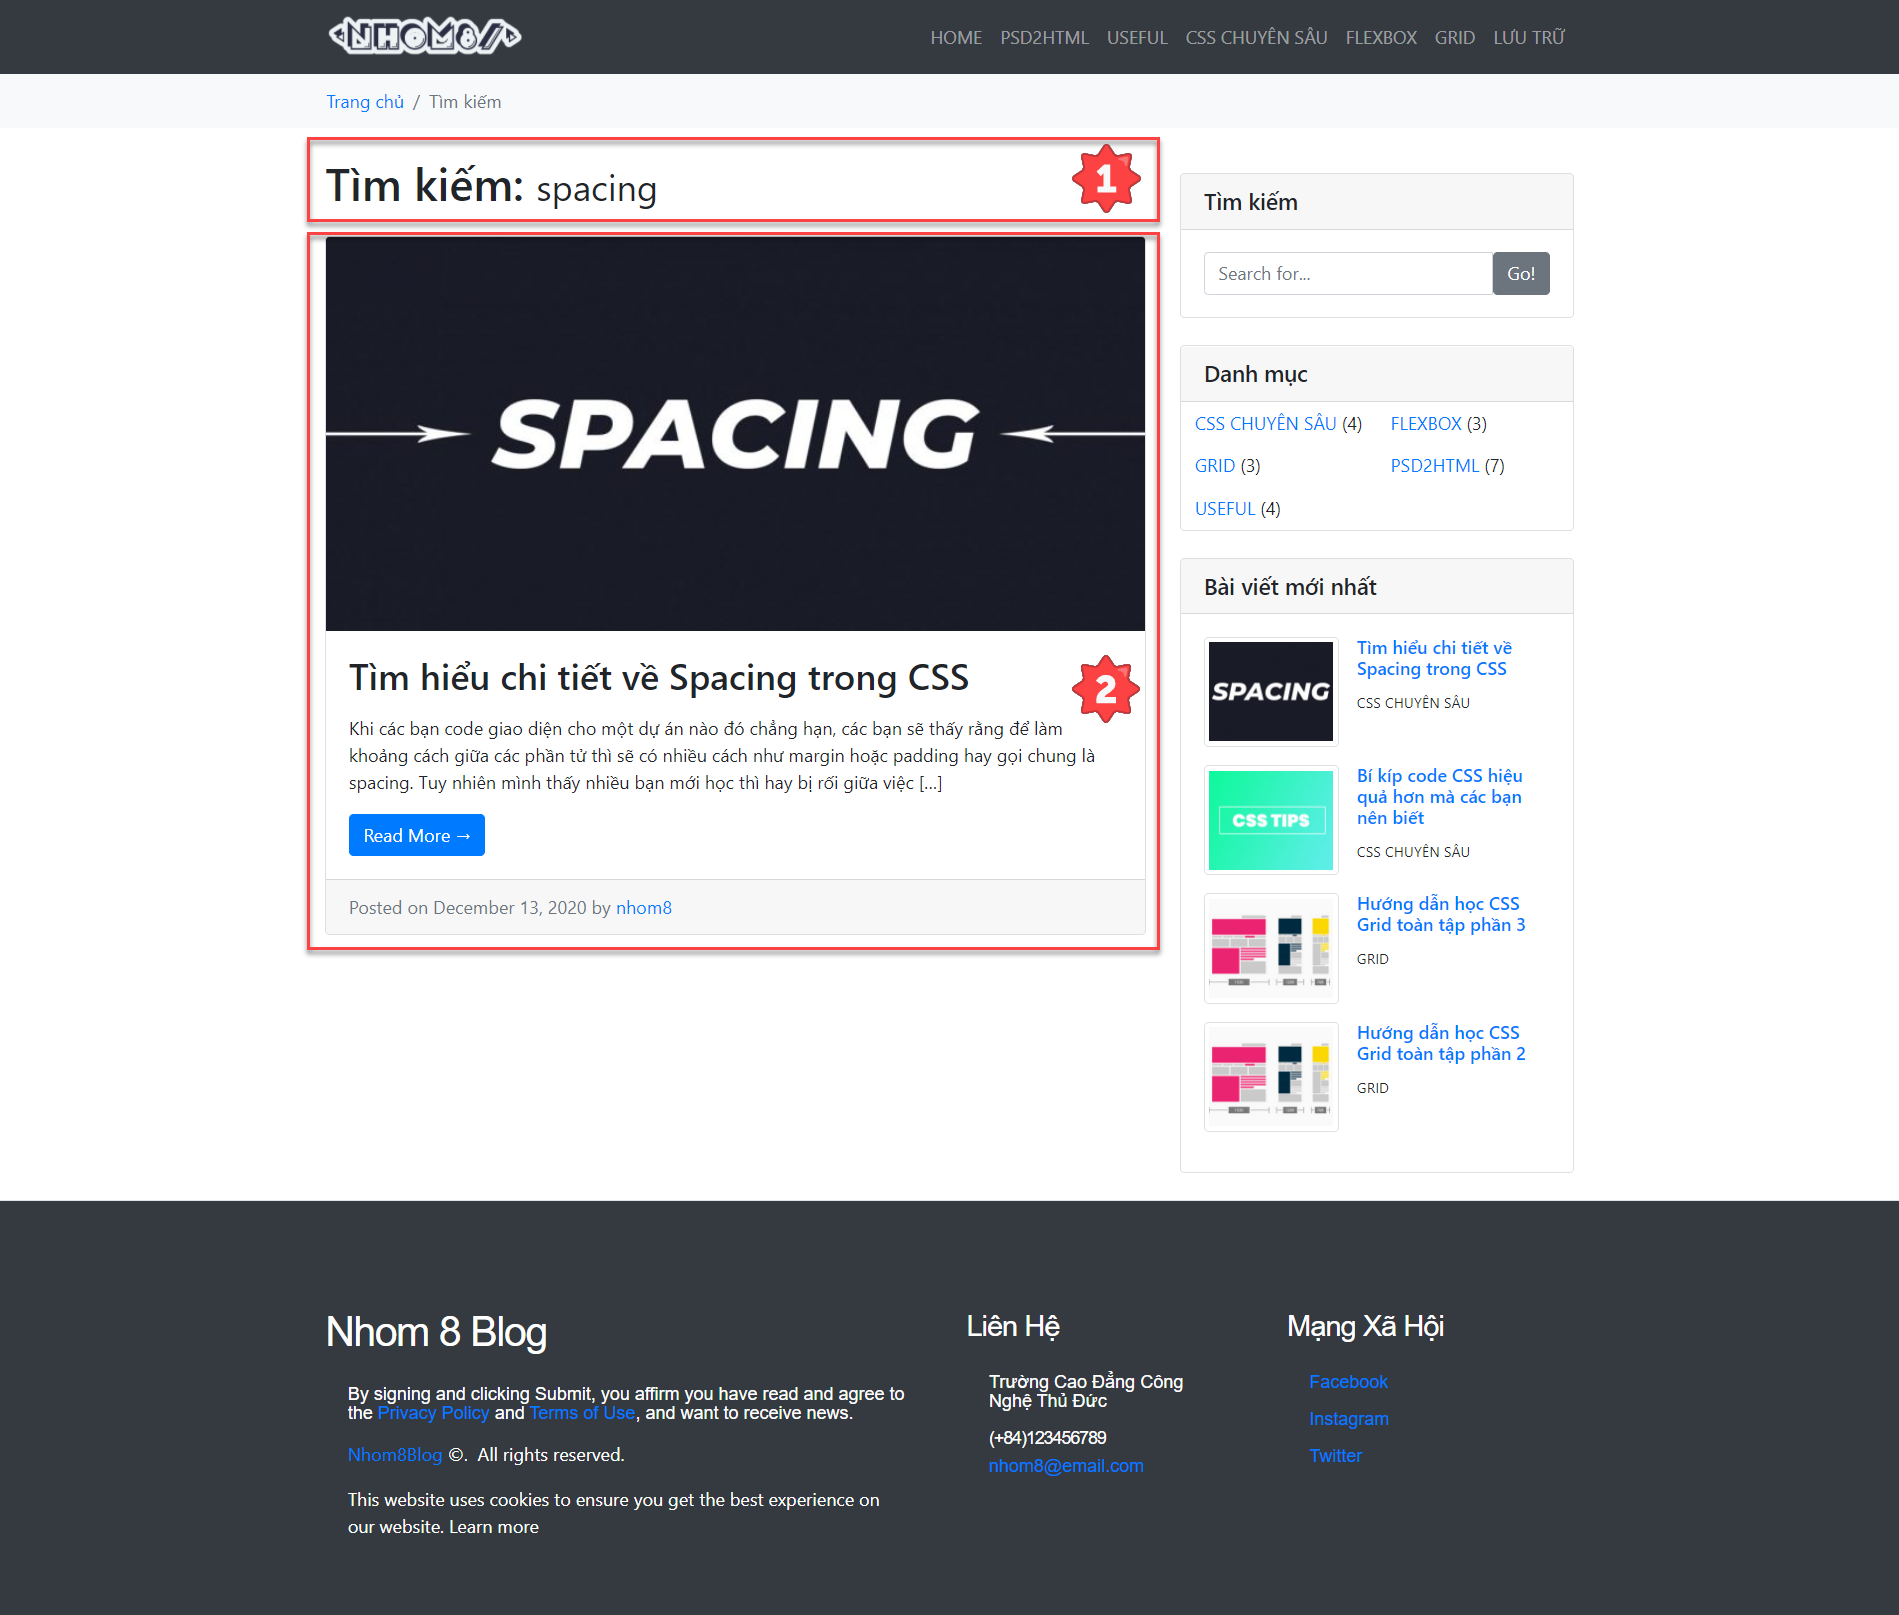 <NHOM8/>
HOME PSD2HTML USEFUL CSS CHUYÊN SÂU FLEXBOX GRID LƯU TRỮ
Trang chủ / Tìm kiếm
Tìm kiếm: spacing
1
SPACING
Tìm hiểu chi tiết về Spacing trong CSS
2
Khi các bạn code giao diện cho một dự án nào đó chẳng hạn, các bạn sẽ thấy rằng để làm
khoảng cách giữa các phần tử thì sẽ có nhiều cách như margin hoặc padding hay gọi chung là
spacing. Tuy nhiên mình thấy nhiều bạn mới học thì hay bị rối giữa việc [...]
Read More →
Posted on December 13, 2020 by nhom8
Tìm kiếm
Search for...
Go!
Danh mục
CSS CHUYÊN SÂU (4) FLEXBOX (3)
GRID (3) PSD2HTML (7)
USEFUL (4)
Bài viết mới nhất
SPACING
Tìm hiểu chi tiết về
Spacing trong CSS
CSS CHUYÊN SÂU
CSS TIPS
Bí kíp code CSS hiệu
quả hơn mà các bạn
nên biết
CSS CHUYÊN SÂU
Hướng dẫn học CSS
Grid toàn tập phần 3
GRID
Hướng dẫn học CSS
Grid toàn tập phần 2
GRID
Nhom 8 Blog
By signing and clicking Submit, you affirm you have read and agree to
the Privacy Policy and Terms of Use, and want to receive news.
Nhom8Blog ©. All rights reserved.
This website uses cookies to ensure you get the best experience on
our website. Learn more
Liên Hệ
Trường Cao Đẳng Công
Nghệ Thủ Đức
(+84)123456789
nhom8@email.com
Mạng Xã Hội
Facebook
Instagram
Twitter